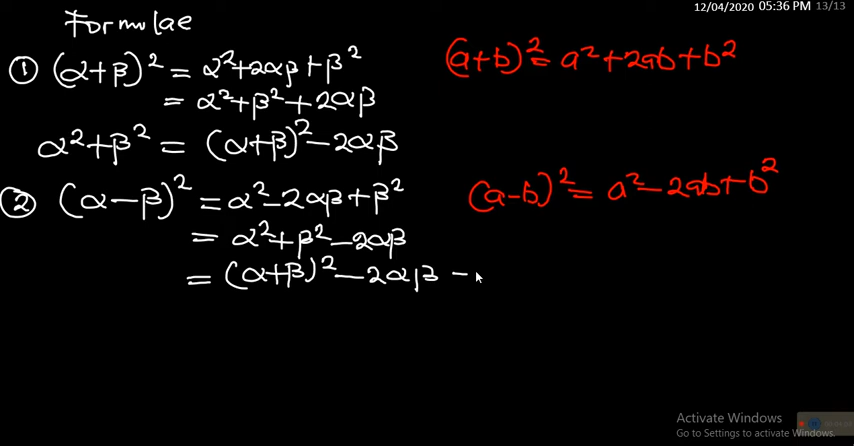 12/04/2020 05:36 PM 13/13
Formulae
① (α+β)² = α²+2αβ+β²
(a+b)² = a²+2ab+b²
= α²+β²+2αβ
α²+β² = (α+β)²-2αβ
② (α-β)² = α²-2αβ+β²
(a-b)² = a²-2ab+b²
= α²+β²-2αβ
= (α+β)²-2αβ -
Activate Windows
Go to Settings to activate Windows.